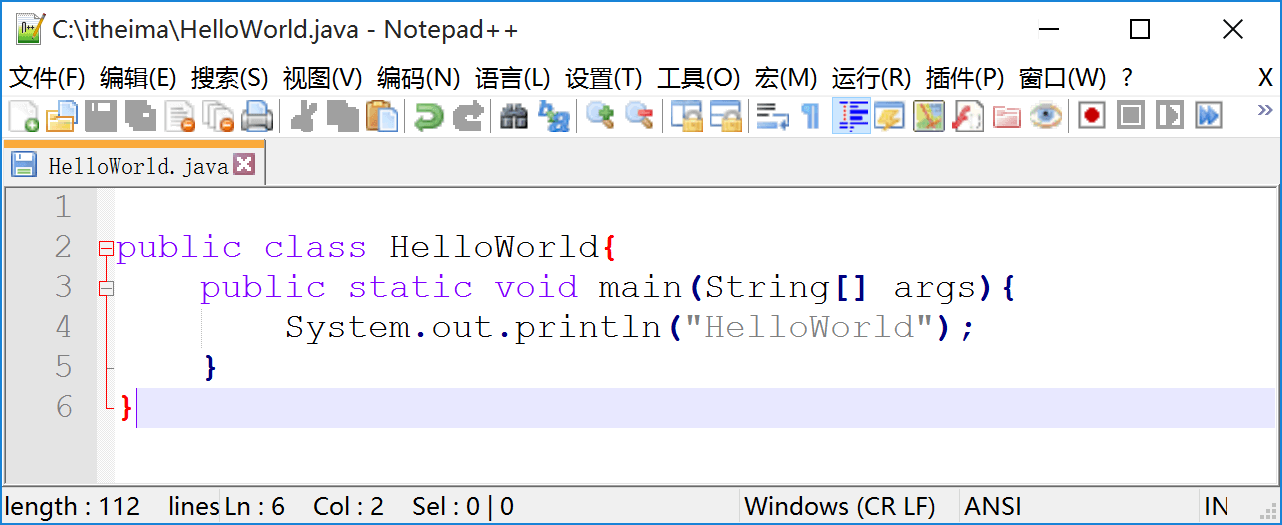 C:\itheima\HelloWorld.java - Notepad++
文件(F) 编辑(E) 搜索(S) 视图(V) 编码(N) 语言(L) 设置(T) 工具(O) 宏(M) 运行(R) 插件(P) 窗口(W) ? X
HelloWorld.java
1
2 public class HelloWorld{
3     public static void main(String[] args){
4         System.out.println("HelloWorld");
5     }
6 }
length : 112 lines Ln : 6 Col : 2 Sel : 0 | 0 Windows (CR LF) ANSI IN